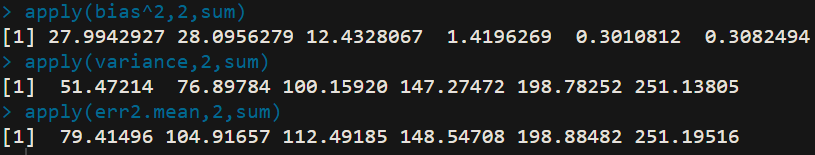 > apply(bias^2,2,sum)
[1] 27.9942927 28.0956279 12.4328067 1.4196269 0.3010812 0.3082494
> apply(variance,2,sum)
[1] 51.47214 76.89784 100.15920 147.27472 198.78252 251.13805
> apply(err2.mean,2,sum)
[1] 79.41496 104.91657 112.49185 148.54708 198.88482 251.19516